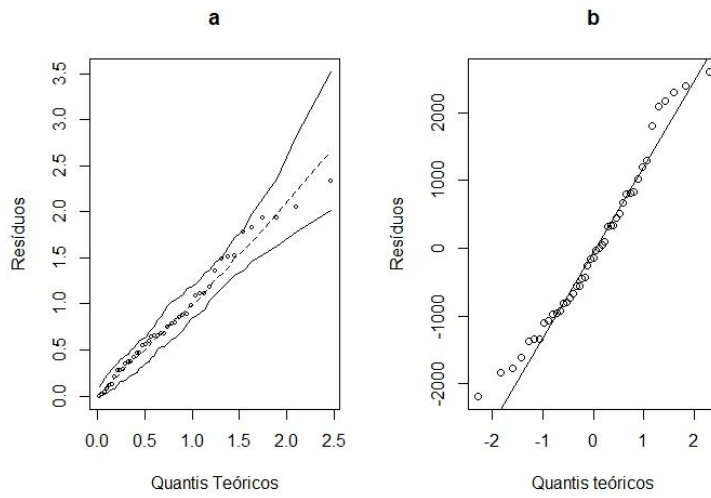 a
3.5
3.0
2.5
2.0
1.5
1.0
0.5
0.0
Resíduos
0.0 0.5 1.0 1.5 2.0 2.5
Quantis Teóricos
b
2000
1000
0
-1000
-2000
Resíduos
-2 -1 0 1 2
Quantis teóricos